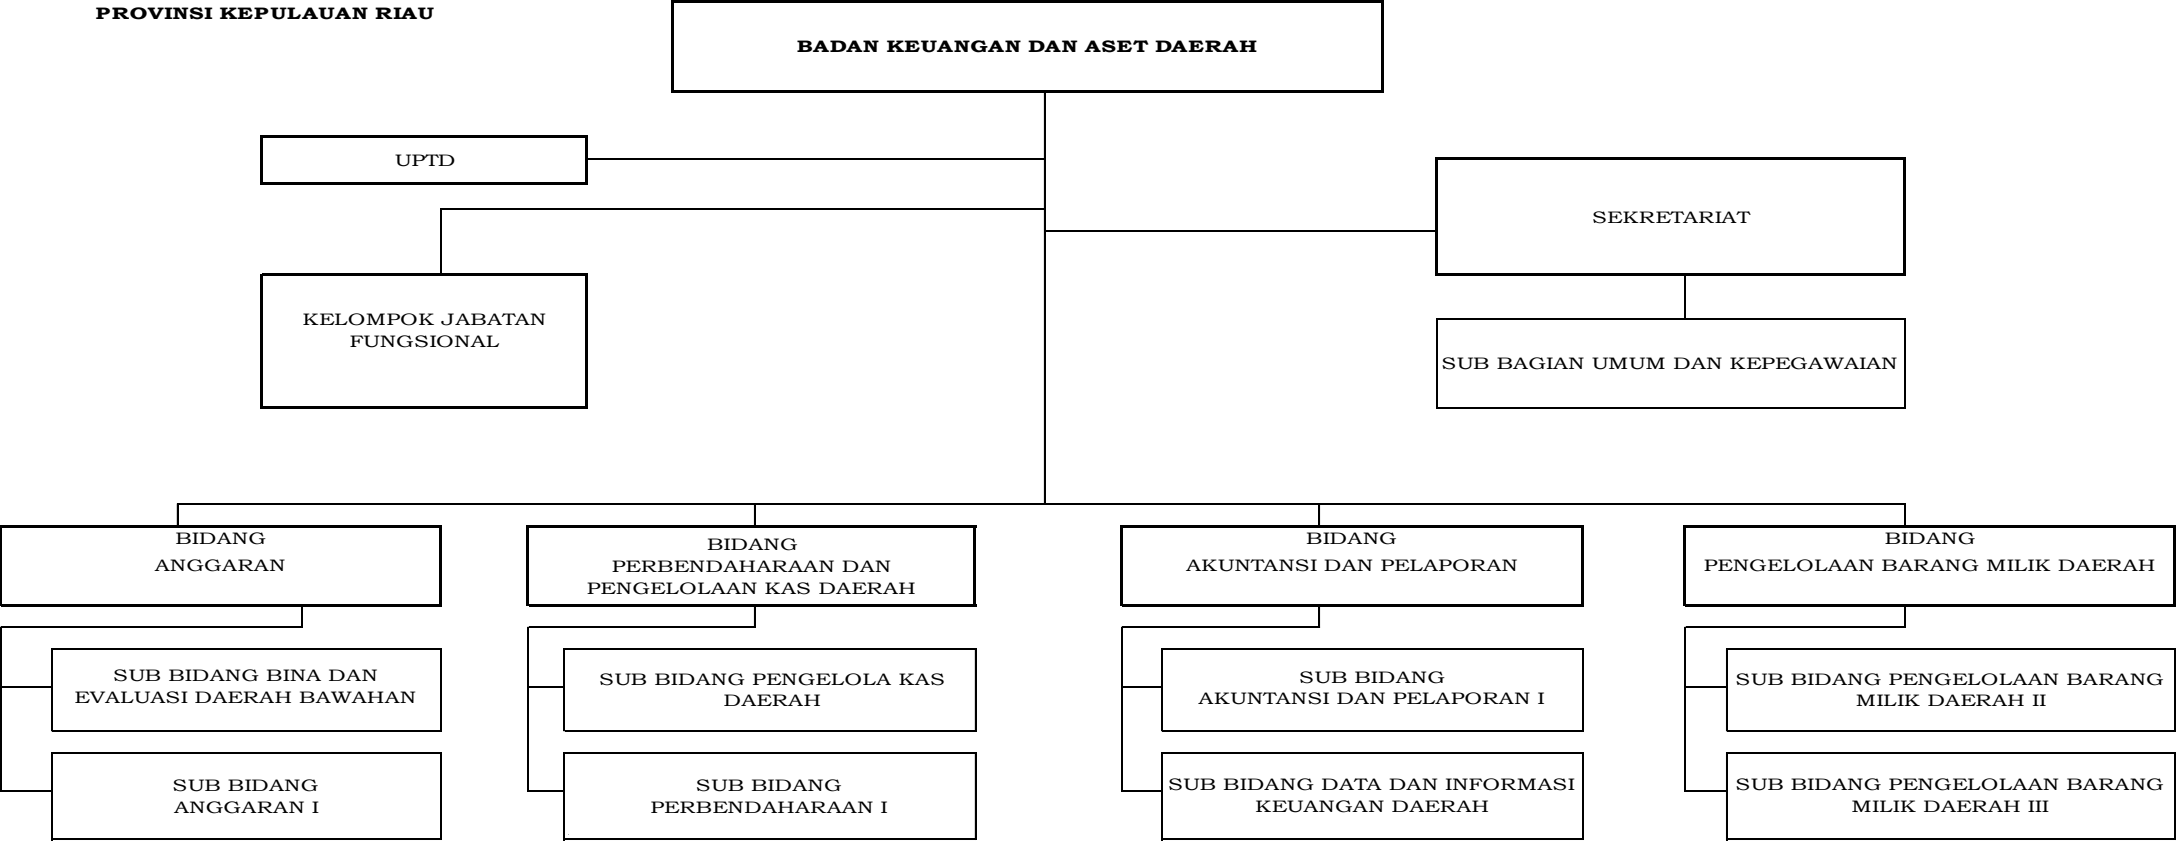 PROVINSI KEPULAUAN RIAU
BADAN KEUANGAN DAN ASET DAERAH
UPTD
SEKRETARIAT
KELOMPOK JABATAN
FUNGSIONAL
SUB BAGIAN UMUM DAN KEPEGAWAIAN
BIDANG
ANGGARAN
BIDANG
PERBENDAHARAAN DAN
PENGELOLAAN KAS DAERAH
BIDANG
AKUNTANSI DAN PELAPORAN
BIDANG
PENGELOLAAN BARANG MILIK DAERAH
SUB BIDANG BINA DAN
EVALUASI DAERAH BAWAHAN
SUB BIDANG PENGELOLA KAS
DAERAH
SUB BIDANG
AKUNTANSI DAN PELAPORAN I
SUB BIDANG PENGELOLAAN BARANG
MILIK DAERAH II
SUB BIDANG
ANGGARAN I
SUB BIDANG
PERBENDAHARAAN I
SUB BIDANG DATA DAN INFORMASI
KEUANGAN DAERAH
SUB BIDANG PENGELOLAAN BARANG
MILIK DAERAH III